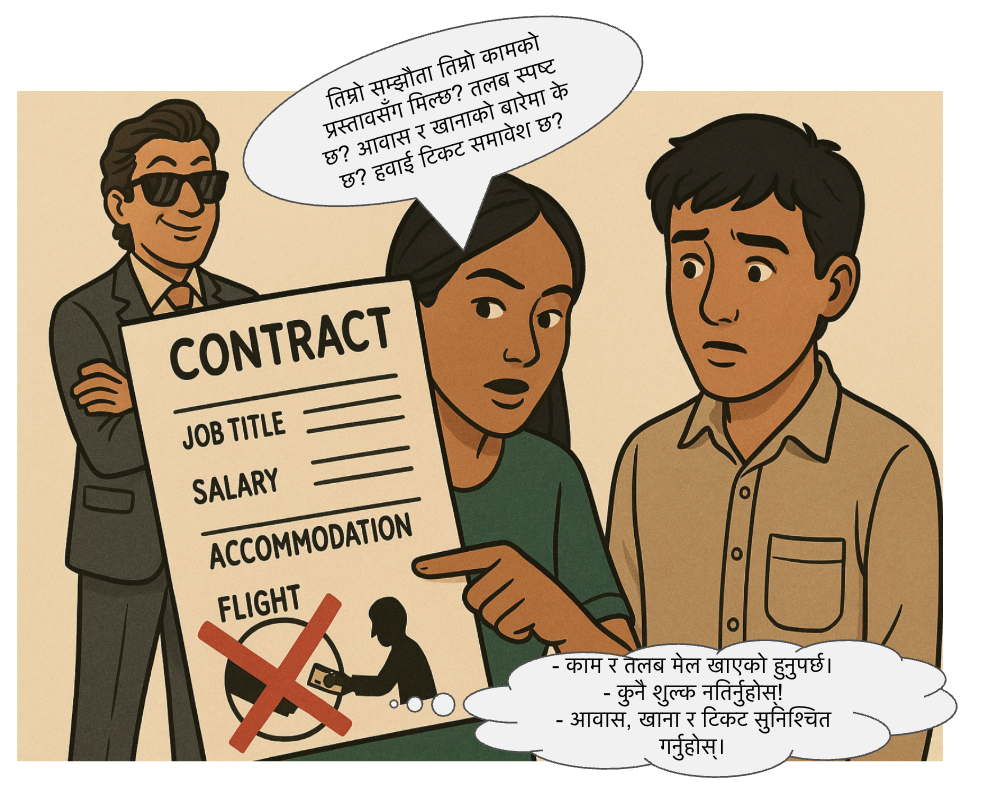 तिम्रो सम्झौता तिम्रो कामको
प्रस्तावसँग मिल्छ? तलब स्पष्ट
छ? आवास र खानाको बारेमा के
छ? हवाई टिकट समावेश छ?
CONTRACT
JOB TITLE
SALARY
ACCOMMODATION
FLIGHT
- काम र तलब मेल खाएको हुनुपर्छ।
- कुनै शुल्क नतिर्नुहोस्!
- आवास, खाना र टिकट सुनिश्चित
गर्नुहोस्।